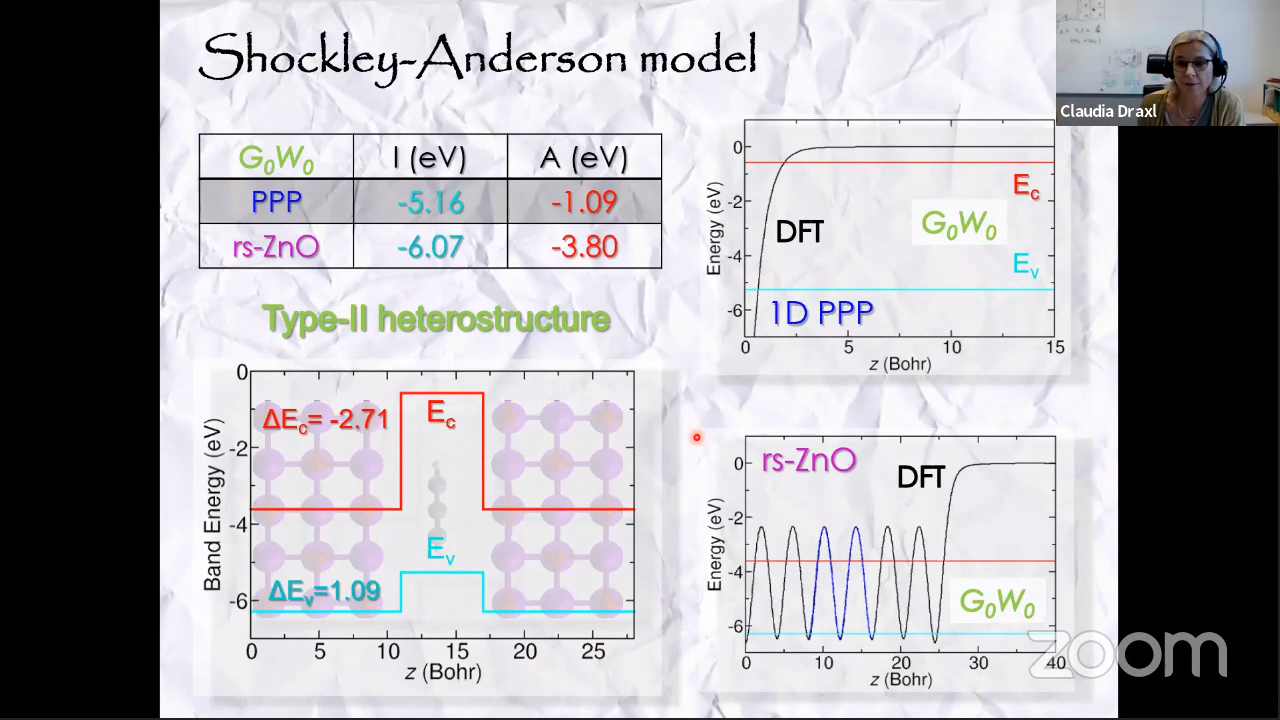 Shockley-Anderson model
Claudia Draxl
G0W0 I (eV) A (eV)
PPP -5.16 -1.09
rs-ZnO -6.07 -3.80
Type-II heterostructure
0
-2
-4
-6
Energy (eV)
DFT
G0W0
Ec
Ev
1D PPP
0 5 10 15
z (Bohr)
0
-2
-4
-6
Band Energy (eV)
ΔEc= -2.71
Ec
Ev
ΔEv=1.09
0 5 10 15 20 25
z (Bohr)
0
-2
-4
-6
Energy (eV)
rs-ZnO
DFT
G0W0
0 10 20 30 40
z (Bohr)
zoom